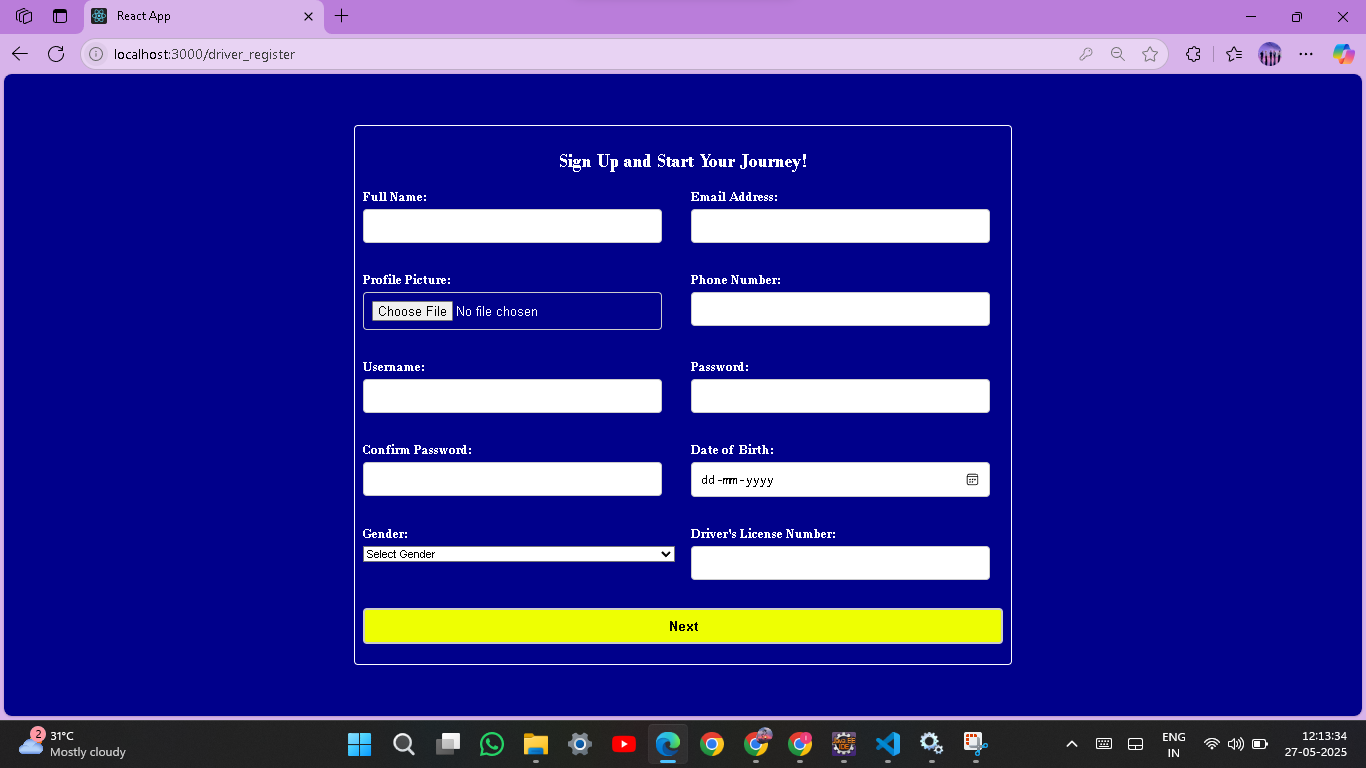 React App
localhost:3000/driver_register
Sign Up and Start Your Journey!
Full Name:
Email Address:
Profile Picture:
Phone Number:
Choose File No file chosen
Username:
Password:
Confirm Password:
Date of Birth:
dd-mm-yyyy
Gender:
Driver's License Number:
Select Gender
Next
2
31°C
Mostly cloudy
ENG
IN
12:13:34
27-05-2025